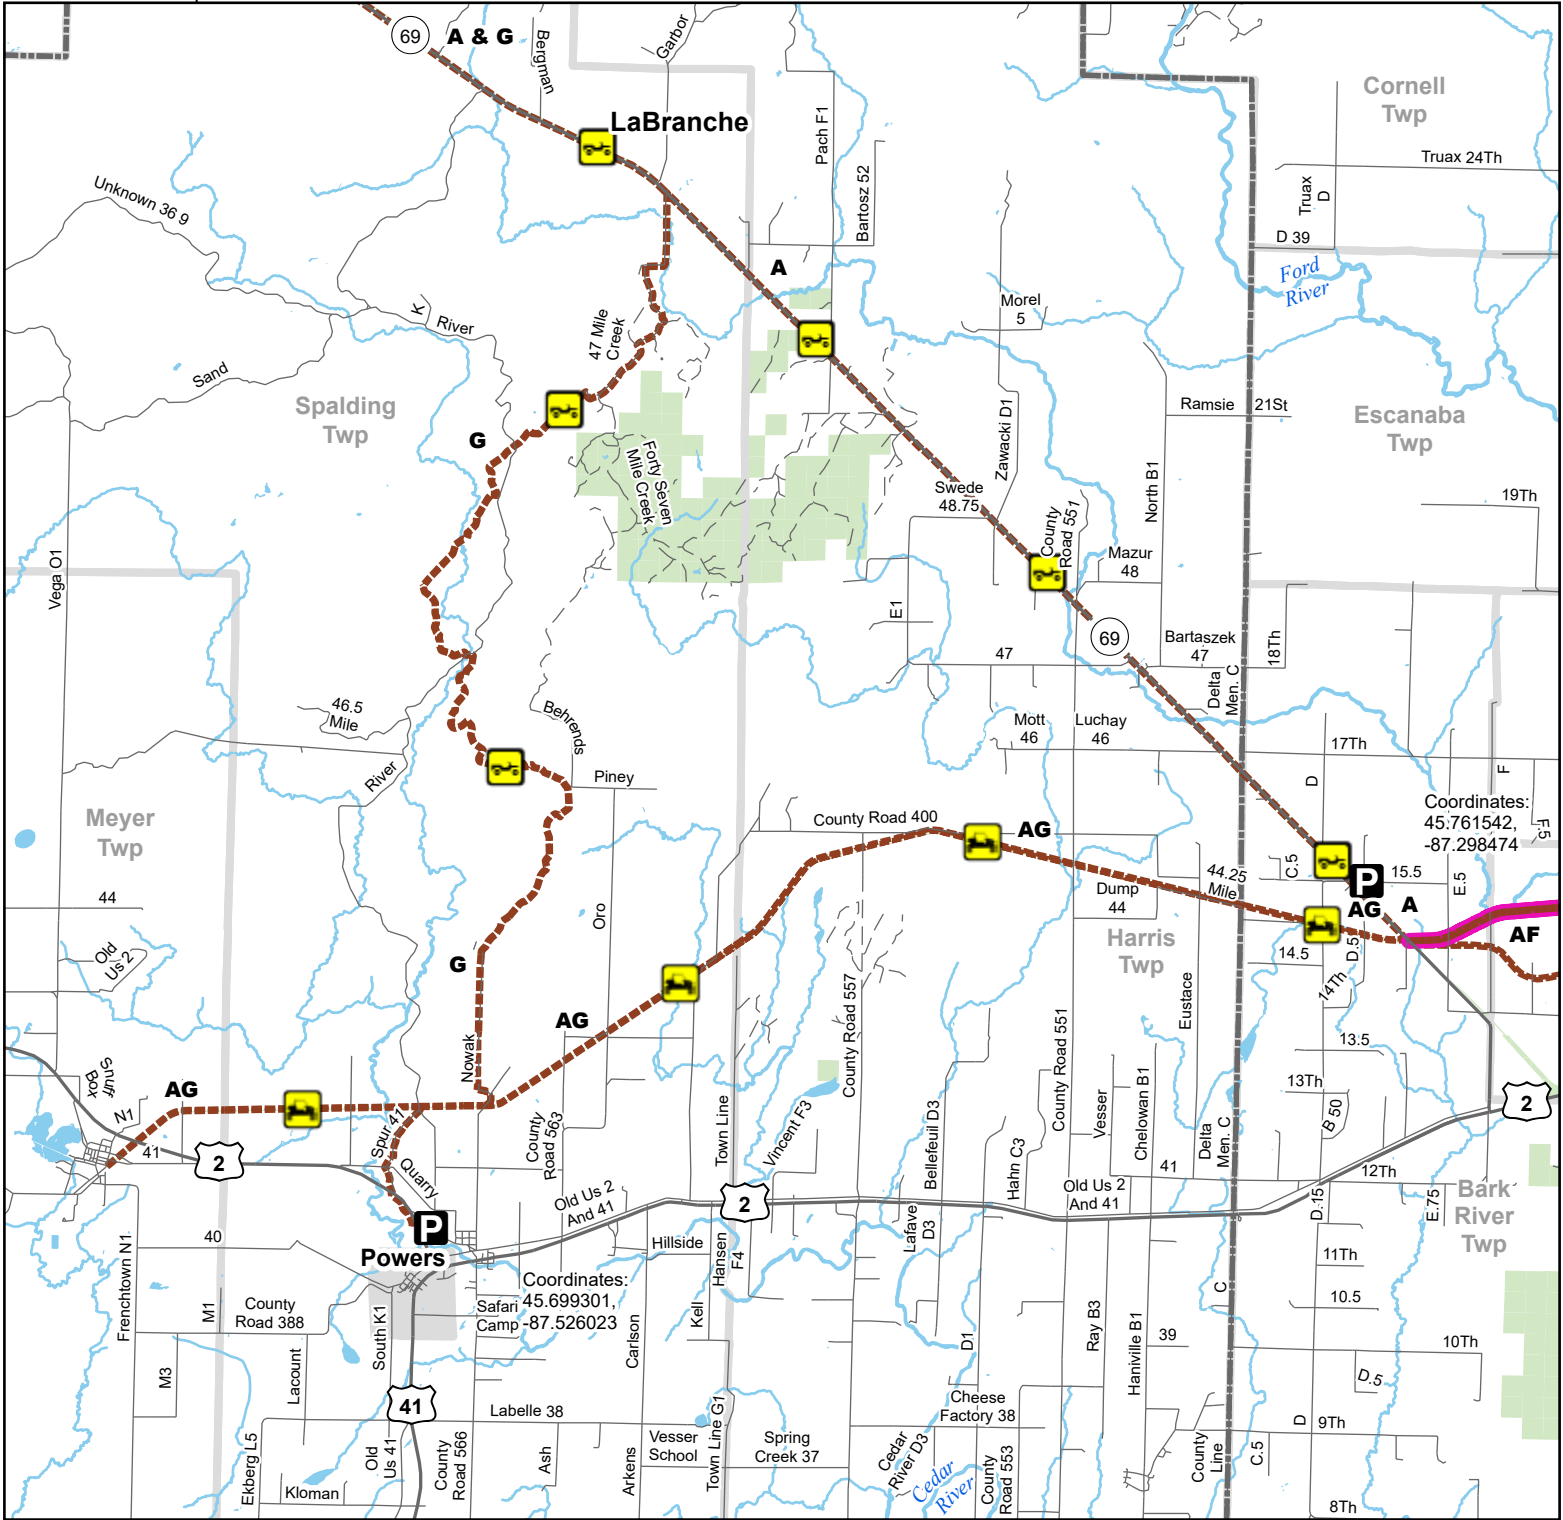 69
A & G
Bergman
Garbor
LaBranche
Pach F1
Bartosz 52
Cornell
Twp
Truax 24Th
Truax
D
D 39
Ford
River
Unknown 36 9
A
Morel
5
K
River
47 Mile
Creek
Sand
Spalding
Twp
G
Forty Seven
Mile Creek
Zawacki D1
Ramsie
21St
Escanaba
Twp
Swede
48.75
County
Road 551
North B1
19Th
Mazur
48
Vega O1
E1
69
47
Bartaszek
47
18Th
Delta
Men. C
46.5
Mile
Behrends
Mott
46
Luchay
46
17Th
River
Piney
D
F
Coordinates:
45.761542,
-87.298474
F.5
Meyer
Twp
County Road 400
AG
C.5
15.5
E.5
44.25
Mile
P
Dump
44
AG
A
44
Oro
Old
Us 2
Harris
Twp
AF
14.5
D.5
14Th
G
AG
Eustace
County Road 557
Nowak
County Road 551
13.5
Snuff
Box
AG
N1
41
Spur 41
13Th
B 50
2
County
Road 563
Town Line
Vincent F3
Bellefeuil D3
Vesser
Chelowan B1
Delta
Men. C
2
Quarry
Hahn C3
41
12Th
Old Us 2
And 41
2
Old Us 2
And 41
D.15
E.75
Bark
River
Twp
P
Powers
40
Hillside
Hansen
F4
Lafave
D3
11Th
Frenchtown N1
Coordinates:
45.699301,
-87.526023
Safari
Camp
C
10.5
M1
County
Road 388
South K1
Carlson
Kell
D1
Ray B3
Haniville B1
39
10Th
M3
Lacount
D.5
41
Labelle 38
Cheese
Factory 38
D
9Th
Ekberg L5
Old
Us 41
County
Road 566
Ash
Arkens
Vesser
School
Town Line G1
Spring
Creek 37
Cedar
River D3
Cedar
River
County
Road 553
County
Line
C.5
Kloman
8Th